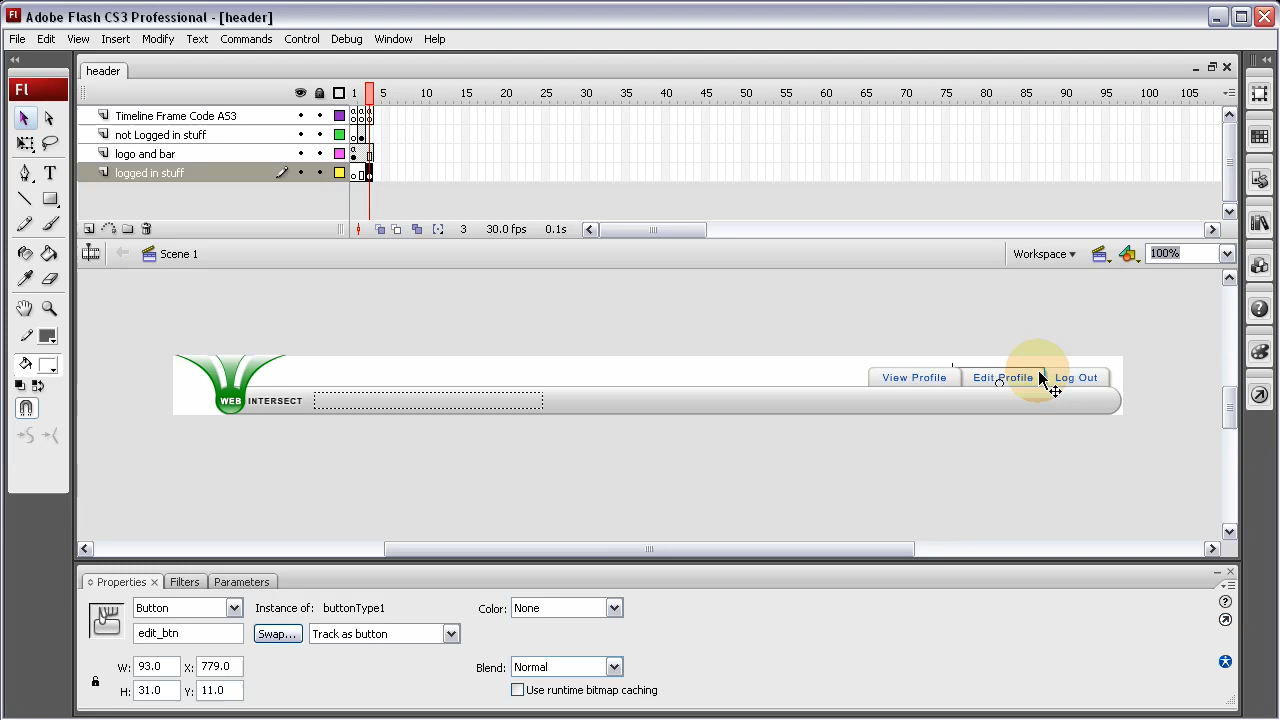 Fl Adobe Flash CS3 Professional - [header]
File Edit View Insert Modify Text Commands Control Debug Window Help
header
Fl
1 5 10 15 20 25 30 35 40 45 50 55 60 65 70 75 80 85 90 95 100 105
Timeline Frame Code AS3
not Logged in stuff
logo and bar
logged in stuff
3 30.0 fps 0.1s
Scene 1 Workspace 100%
View Profile Edit Profile Log Out
WEB INTERSECT
Properties Filters Parameters
Button Instance of: buttonType1 Color: None
edit_btn Swap... Track as button
W: 93.0 X: 779.0 Blend: Normal
H: 31.0 Y: 11.0 Use runtime bitmap caching